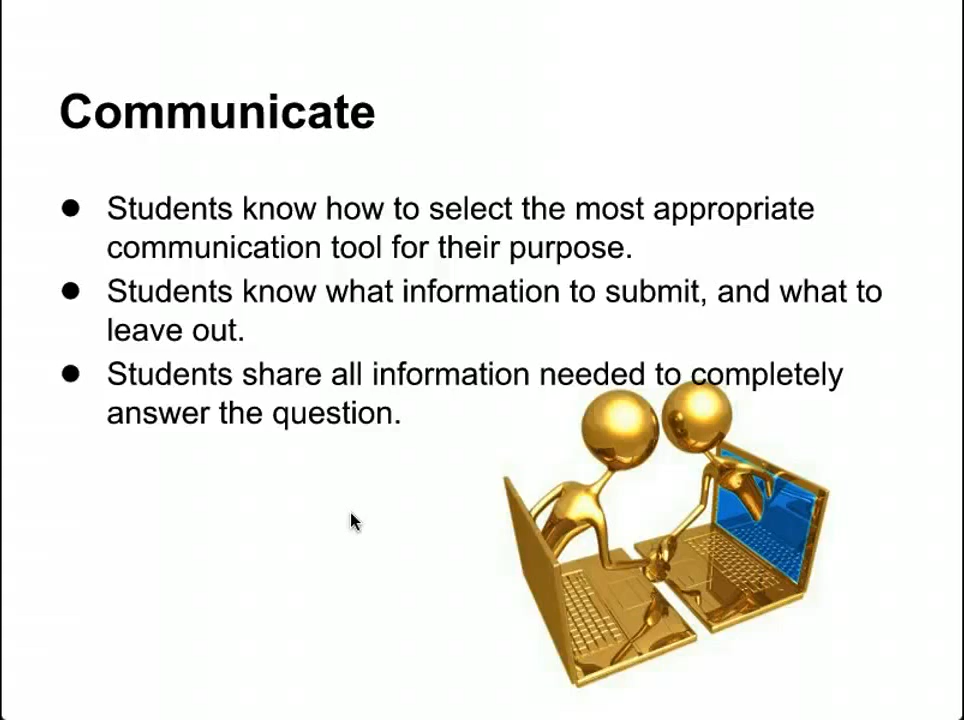 Communicate
● Students know how to select the most appropriate
communication tool for their purpose.
● Students know what information to submit, and what to
leave out.
● Students share all information needed to completely
answer the question.